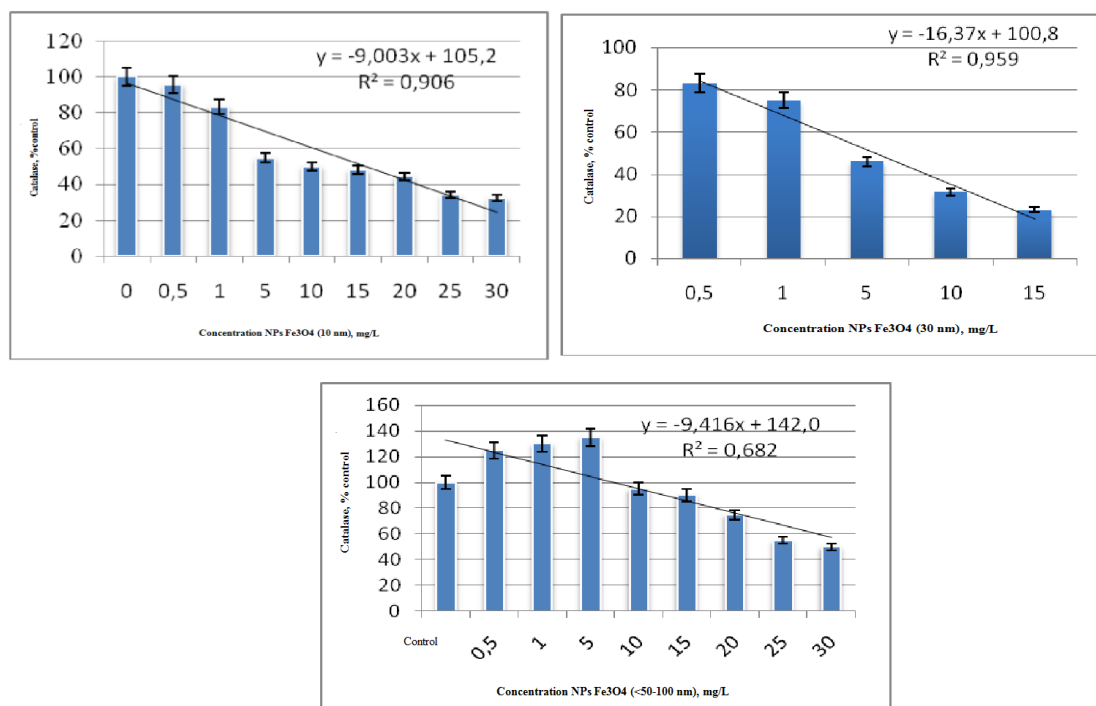 120
100
80
60
40
20
0
Catalase, %control
y = -9,003x + 105,2
R² = 0,906
0 0,5 1 5 10 15 20 25 30
Concentration NPs Fe3O4 (10 nm), mg/L
100
80
60
40
20
0
Catalase, % control
y = -16,37x + 100,8
R² = 0,959
0,5 1 5 10 15
Concentration NPs Fe3O4 (30 nm), mg/L
160
140
120
100
80
60
40
20
0
Catalase, % control
y = -9,416x + 142,0
R² = 0,682
Control 0,5 1 5 10 15 20 25 30
Concentration NPs Fe3O4 (<50-100 nm), mg/L